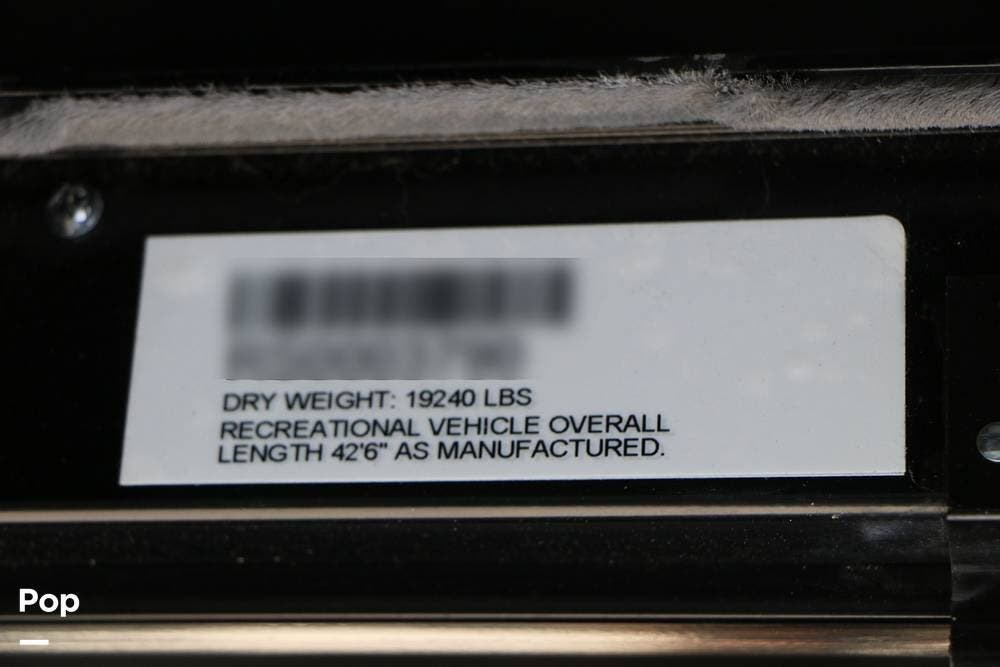 DRY WEIGHT: 19240 LBS
RECREATIONAL VEHICLE OVERALL
LENGTH 42'6" AS MANUFACTURED.
Pop